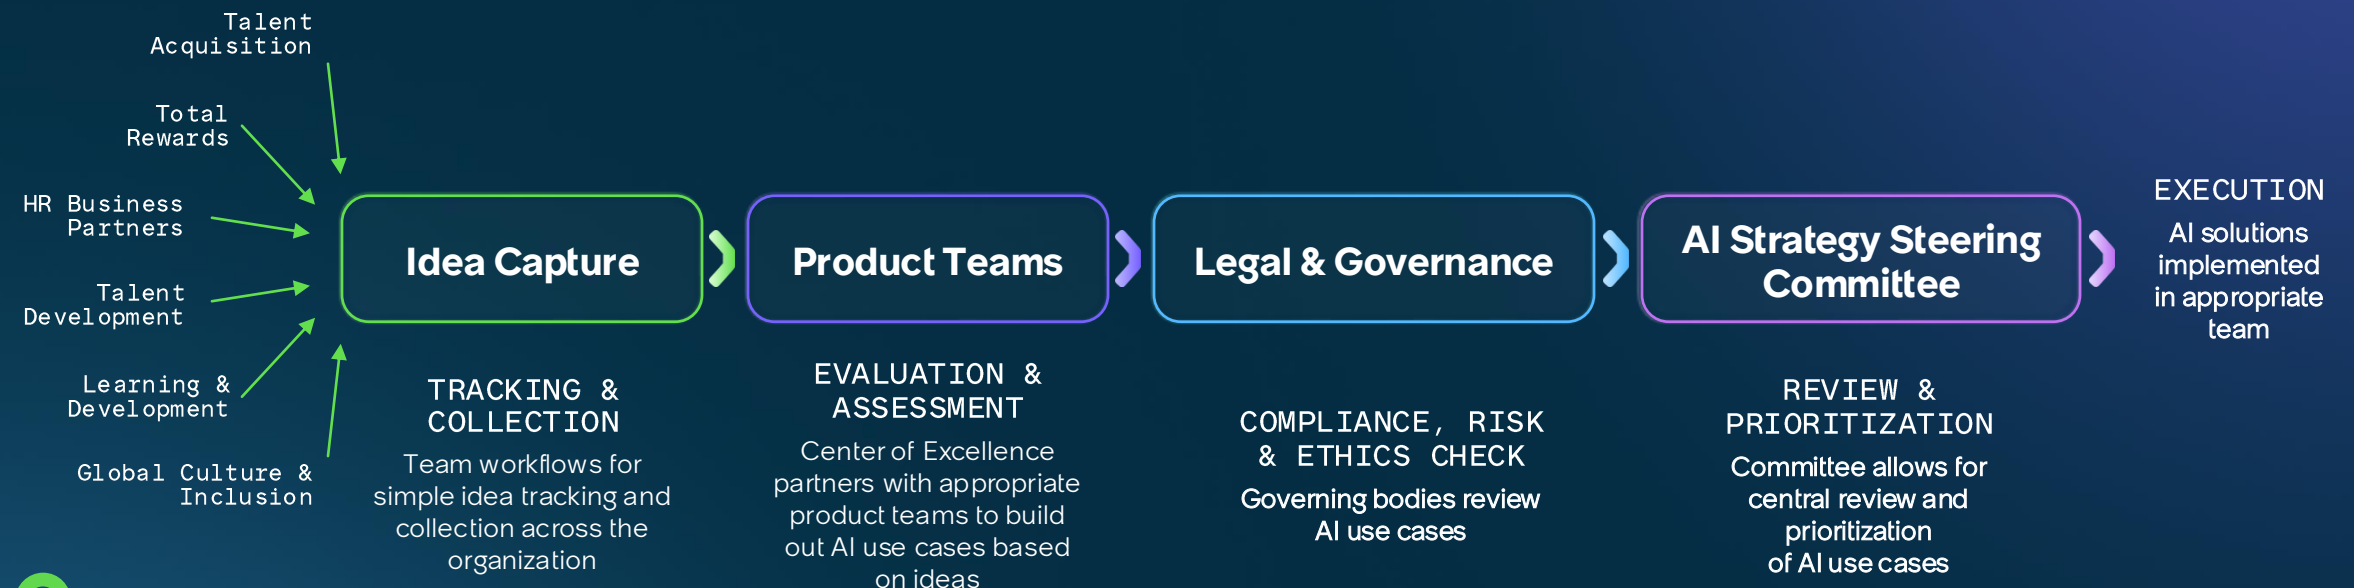 Talent
Acquisition
Total
Rewards
HR Business
Partners
Talent
Development
Learning &
Development
Global Culture &
Inclusion
Idea Capture
TRACKING &
COLLECTION
Team workflows for
simple idea tracking and
collection across the
organization
Product Teams
EVALUATION &
ASSESSMENT
Center of Excellence
partners with appropriate
product teams to build
out AI use cases based
on ideas
Legal & Governance
COMPLIANCE, RISK
& ETHICS CHECK
Governing bodies review
AI use cases
AI Strategy Steering
Committee
REVIEW &
PRIORITIZATION
Committee allows for
central review and
prioritization
of AI use cases
EXECUTION
AI solutions
implemented
in appropriate
team